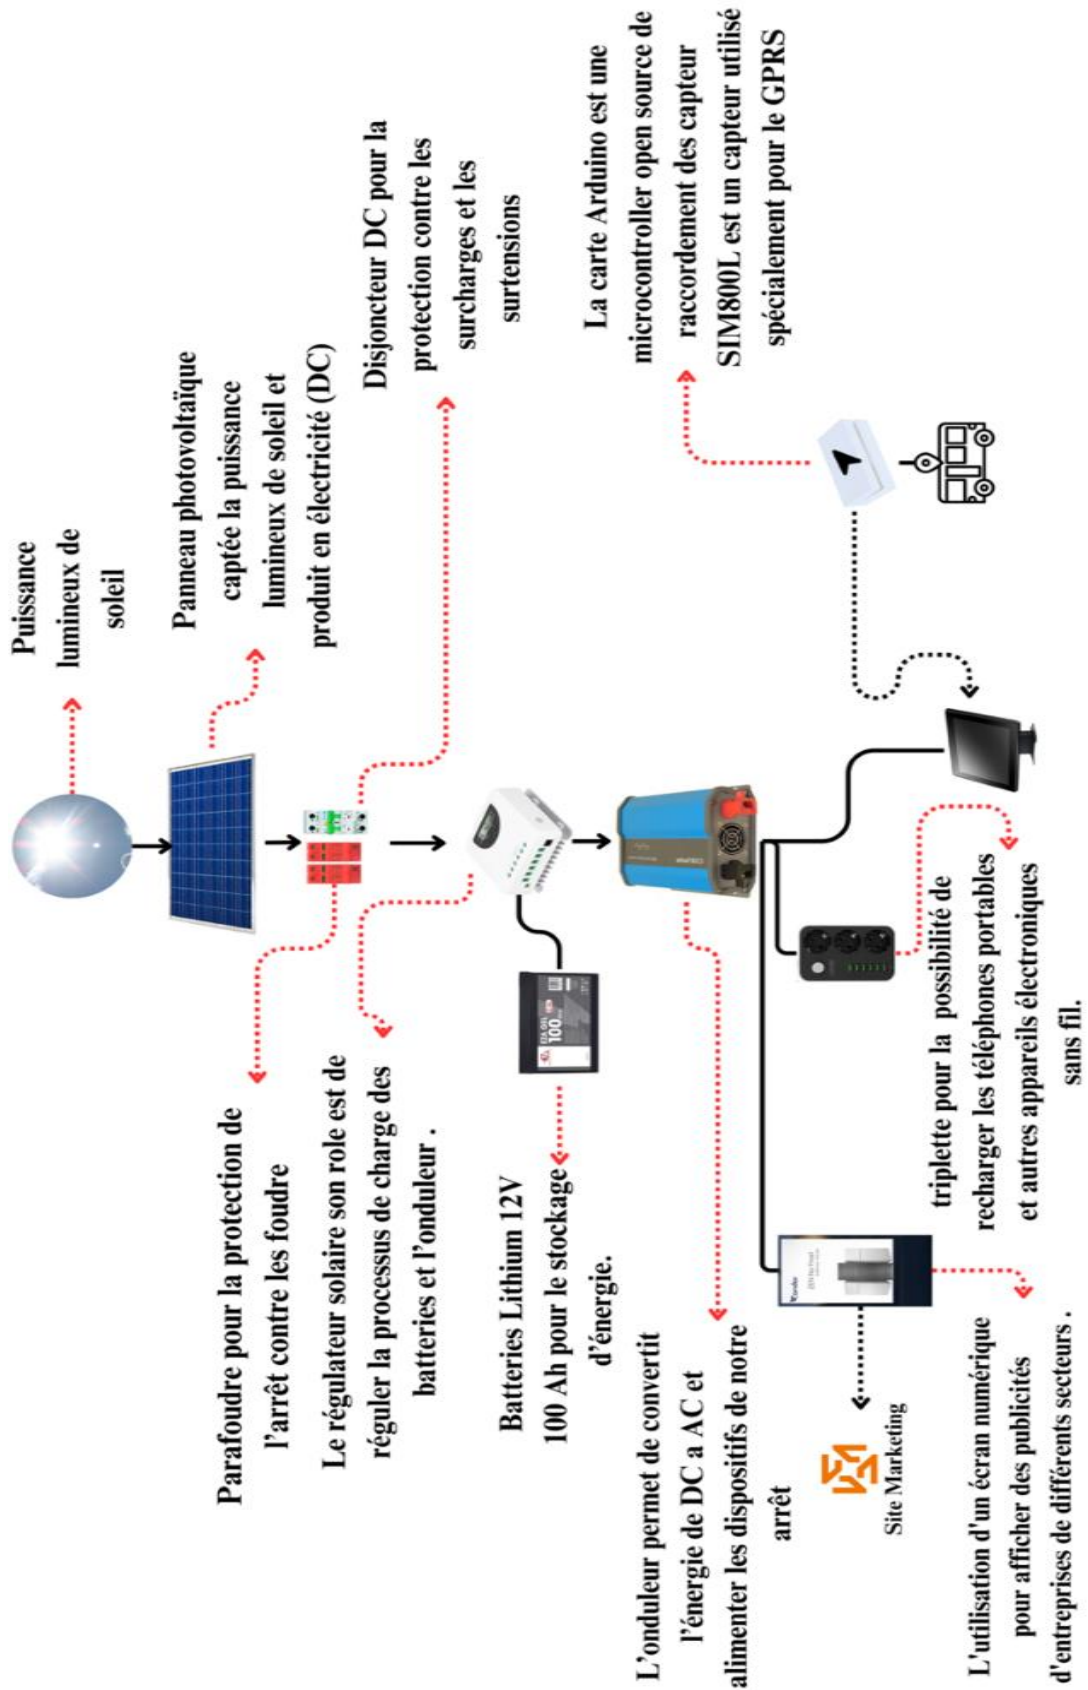 Puissance
lumineux de
soleil
Panneau photovoltaïque
captée la puissance
lumineux de soleil et
produit en électricité (DC)
Disjoncteur DC pour la
protection contre les
surcharges et les
surtensions
La carte Arduino est une
microcontroller open source de
raccordement des capteur
SIM800L est un capteur utilisé
spécialement pour le GPRS
Parafoudre pour la protection de
l'arrêt contre les foudre
Le régulateur solaire son role est de
réguler la processus de charge des
batteries et l'onduleur .
Batteries Lithium 12V
100 Ah pour le stockage
d'énergie.
100
L'onduleur permet de convertit
l'énergie de DC a AC et
alimenter les dispositifs de notre
arrêt
triplette pour la possibilité de
recharger les téléphones portables
et autres appareils électroniques
sans fil.
Site Marketing
L'utilisation d'un écran numérique
pour afficher des publicités
d'entreprises de différents secteurs .